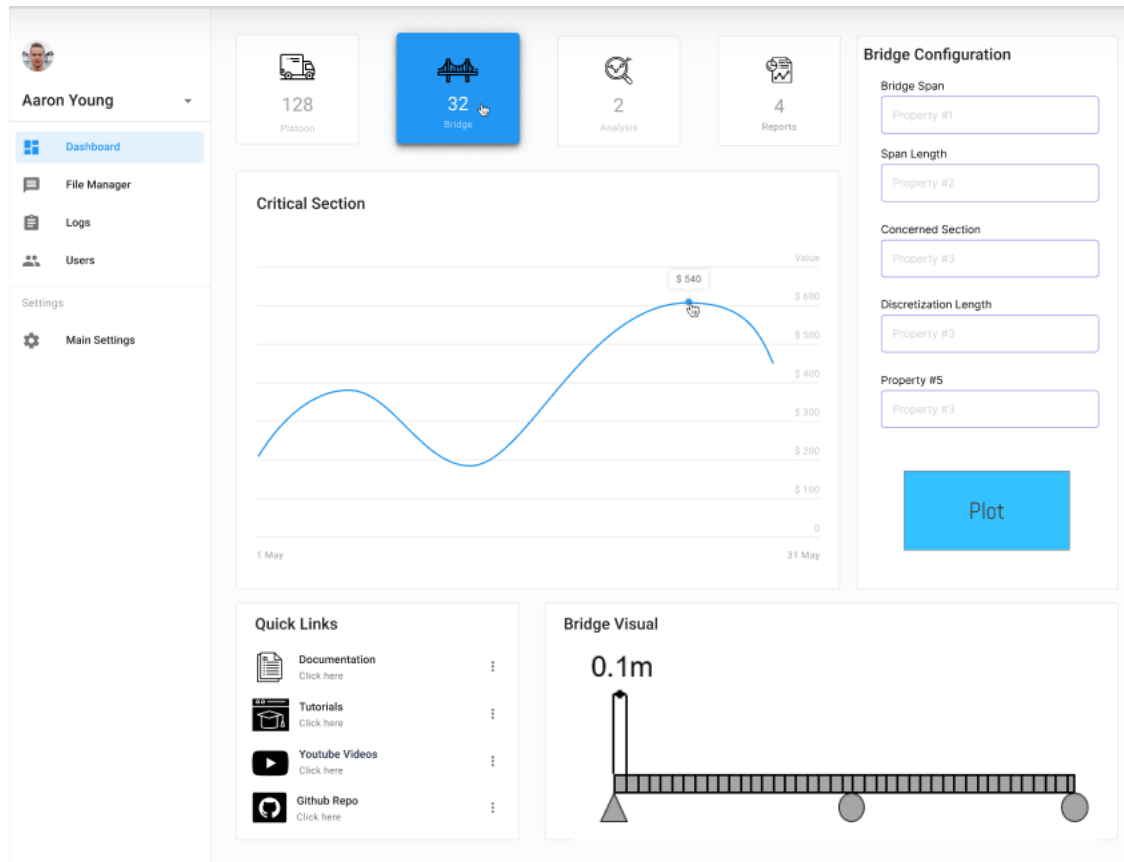 Aaron Young
Dashboard
File Manager
Logs
Users
Settings
Main Settings
128
Platoon
32
Bridge
2
Analysis
4
Reports
Critical Section
Value
$ 540
$ 600
$ 500
$ 400
$ 300
$ 200
$ 100
0
1 May
31 May
Bridge Configuration
Bridge Span
Property #1
Span Length
Property #2
Concerned Section
Property #3
Discretization Length
Property #3
Property #5
Property #3
Plot
Quick Links
Documentation
Click here
Tutorials
Click here
Youtube Videos
Click here
Github Repo
Click here
Bridge Visual
0.1m